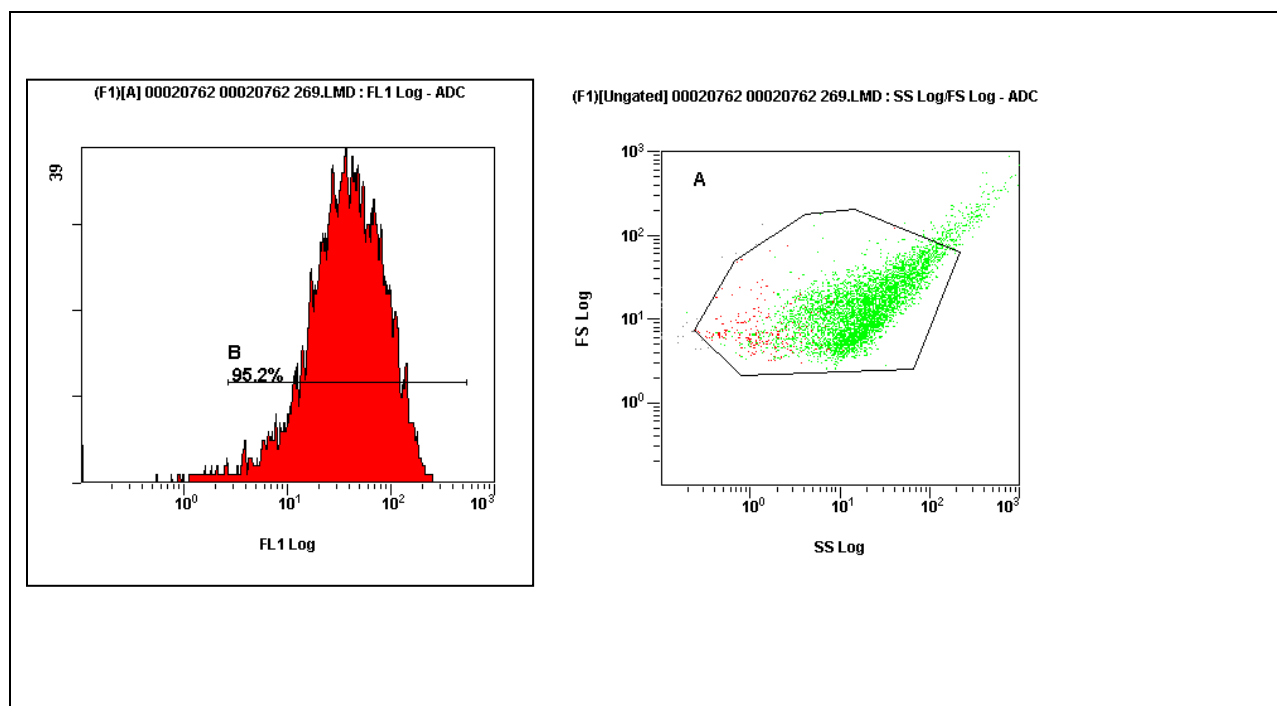 (F1)[A] 00020762 00020762 269.LMD : FL1 Log - ADC
39
B
95.2%
10⁰ 10¹ 10² 10³
FL1 Log
(F1)[Ungated] 00020762 00020762 269.LMD : SS Log/FS Log - ADC
10³
A
10²
10¹
10⁰
FS Log
10⁰ 10¹ 10² 10³
SS Log